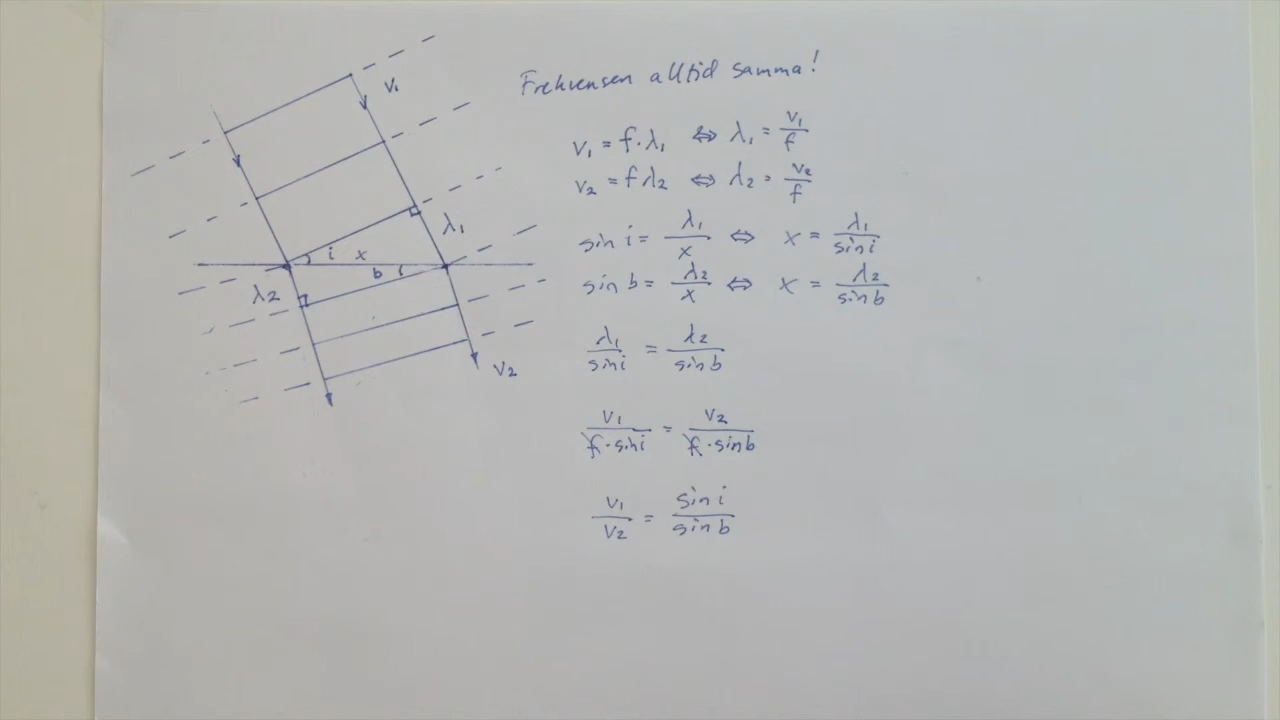 Frekvensen alltid samma!
v₁ = f·λ₁ ⇔ λ₁ = v₁/f
v₂ = fλ₂ ⇔ λ₂ = v₂/f
sin i = λ₁/x ⇔ x = λ₁/sin i
sin b = λ₂/x ⇔ x = λ₂/sin b
λ₁/sin i = λ₂/sin b
v₁/f·sin i = v₂/f·sin b
v₁/v₂ = sin i/sin b
v₁
λ₁
i x
b
λ₂
v₂